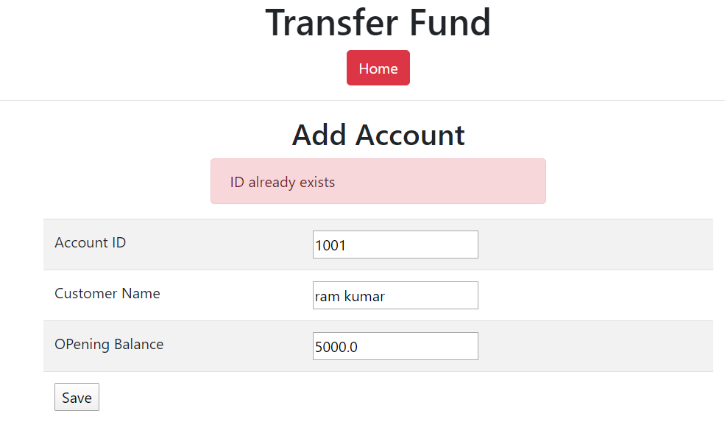 Transfer Fund
Home
Add Account
ID already exists
Account ID 1001
Customer Name ram kumar
OPening Balance 5000.0
Save